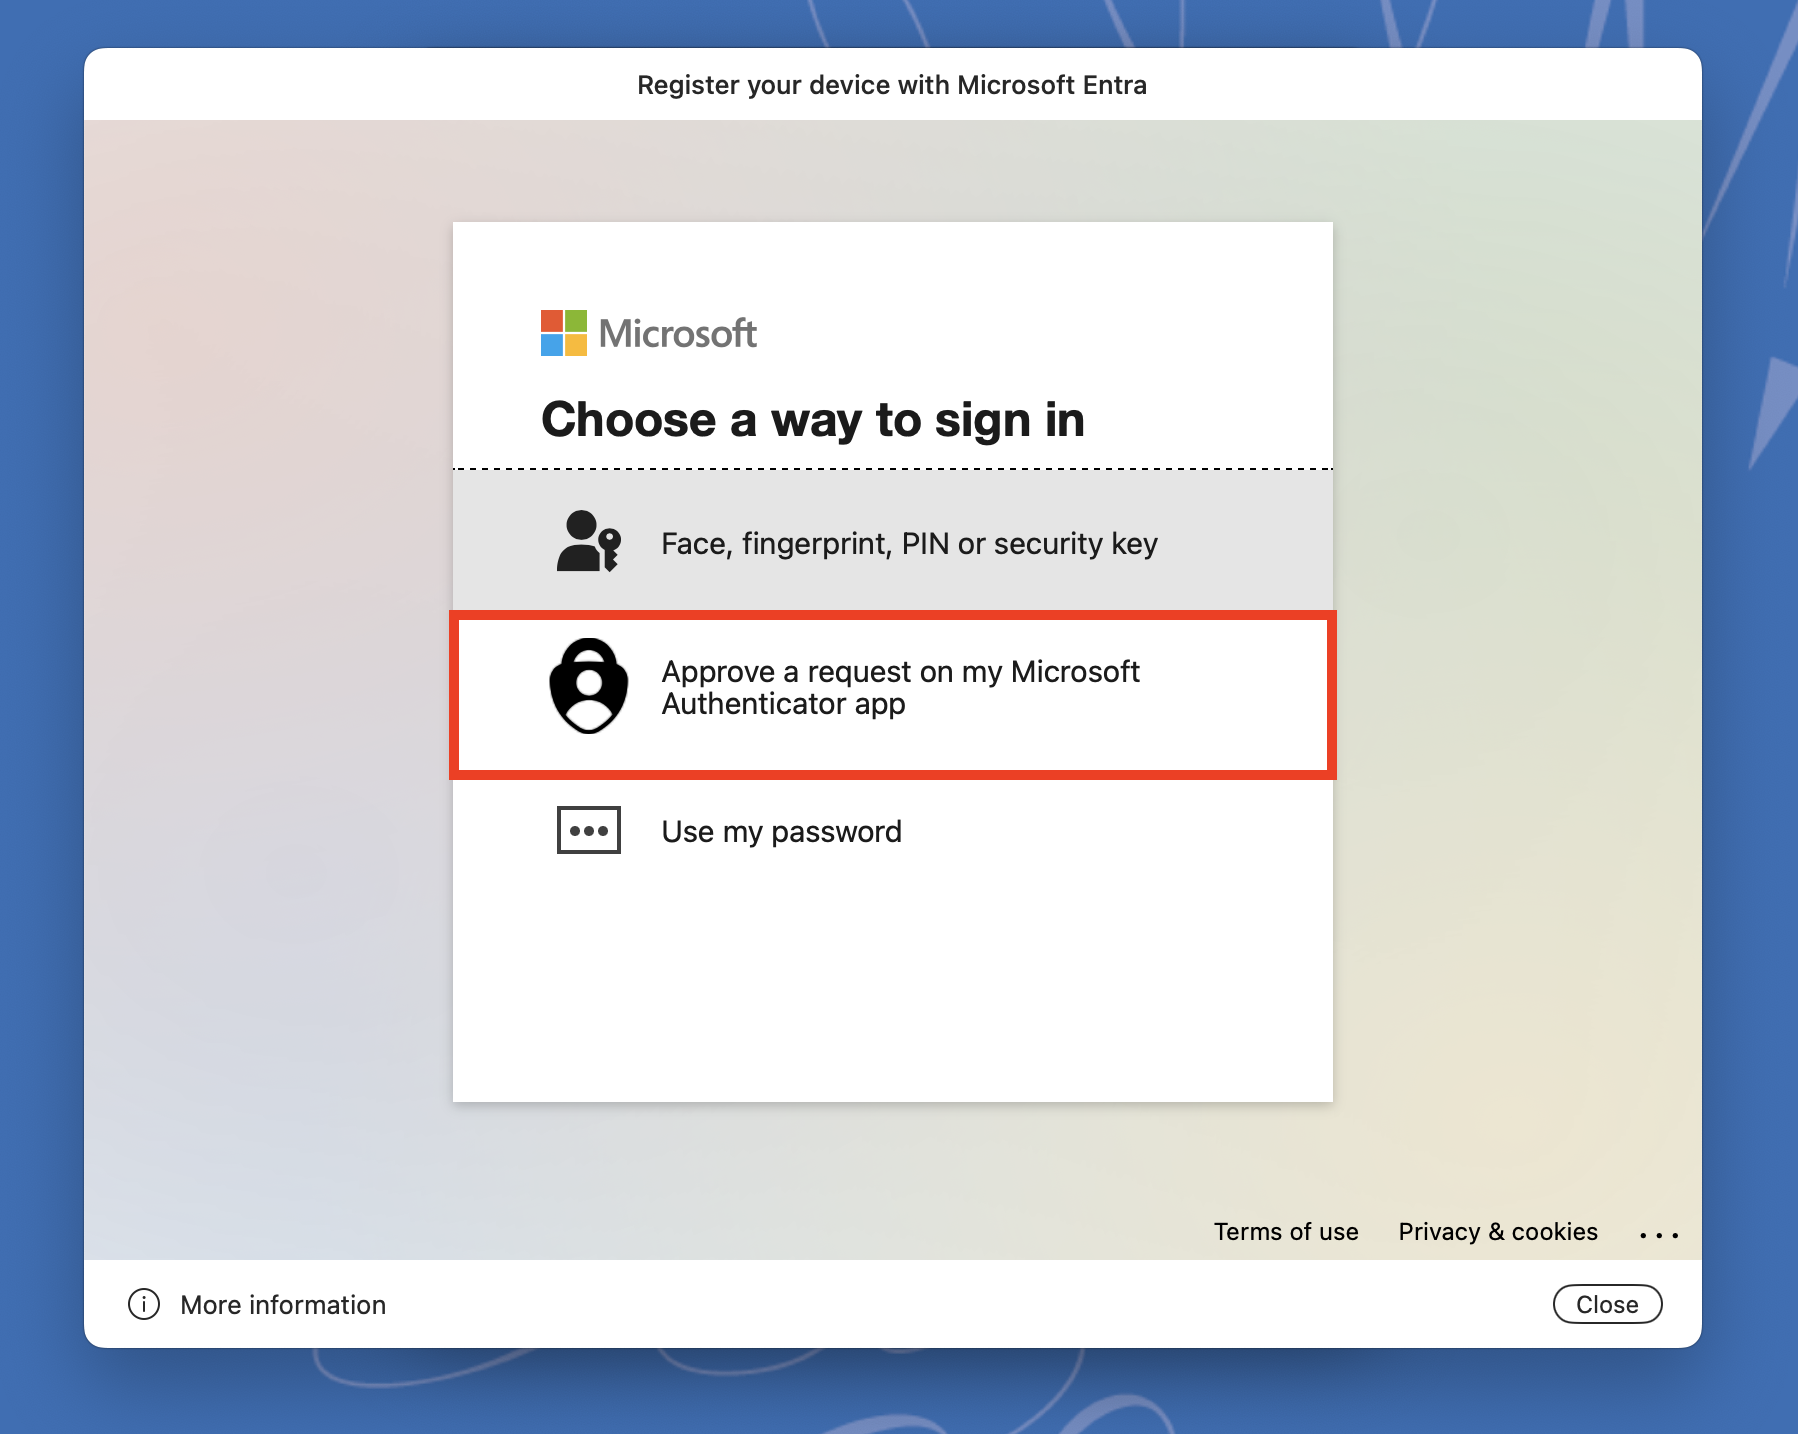 Register your device with Microsoft Entra
Microsoft
Choose a way to sign in
Face, fingerprint, PIN or security key
Approve a request on my Microsoft
Authenticator app
Use my password
Terms of use Privacy & cookies ...
More information
Close